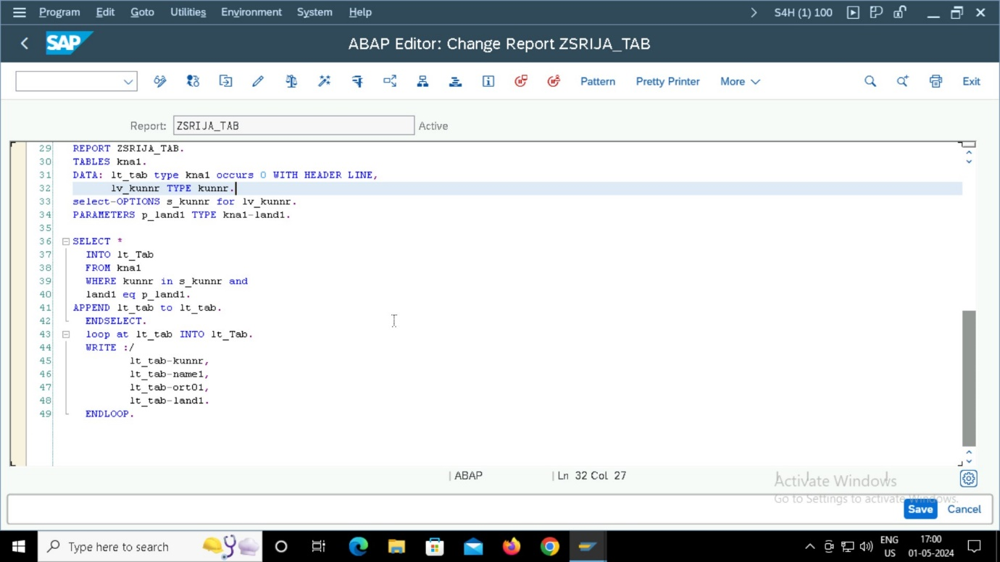 Program Edit Goto Utilities Environment System Help S4H (1) 100
SAP ABAP Editor: Change Report ZSRIJA_TAB
Pattern Pretty Printer More Exit
Report: ZSRIJA_TAB Active
29 REPORT ZSRIJA_TAB.
30 TABLES kna1.
31 DATA: lt_tab type kna1 occurs 0 WITH HEADER LINE,
32 lv_kunnr TYPE kunnr.
33 select-OPTIONS s_kunnr for lv_kunnr.
34 PARAMETERS p_land1 TYPE kna1-land1.
35
36 SELECT *
37 INTO lt_Tab
38 FROM kna1
39 WHERE kunnr in s_kunnr and
40 land1 eq p_land1.
41 APPEND lt_tab to lt_tab.
42 ENDSELECT.
43 loop at lt_tab INTO lt_Tab.
44 WRITE :/
45 lt_tab-kunnr,
46 lt_tab-name1,
47 lt_tab-ort01,
48 lt_tab-land1.
49 ENDLOOP.
ABAP Ln 32 Col 27
Activate Windows
Go to Settings to activate Windows.
Save Cancel
Type here to search
ENG 17:00
US 01-05-2024